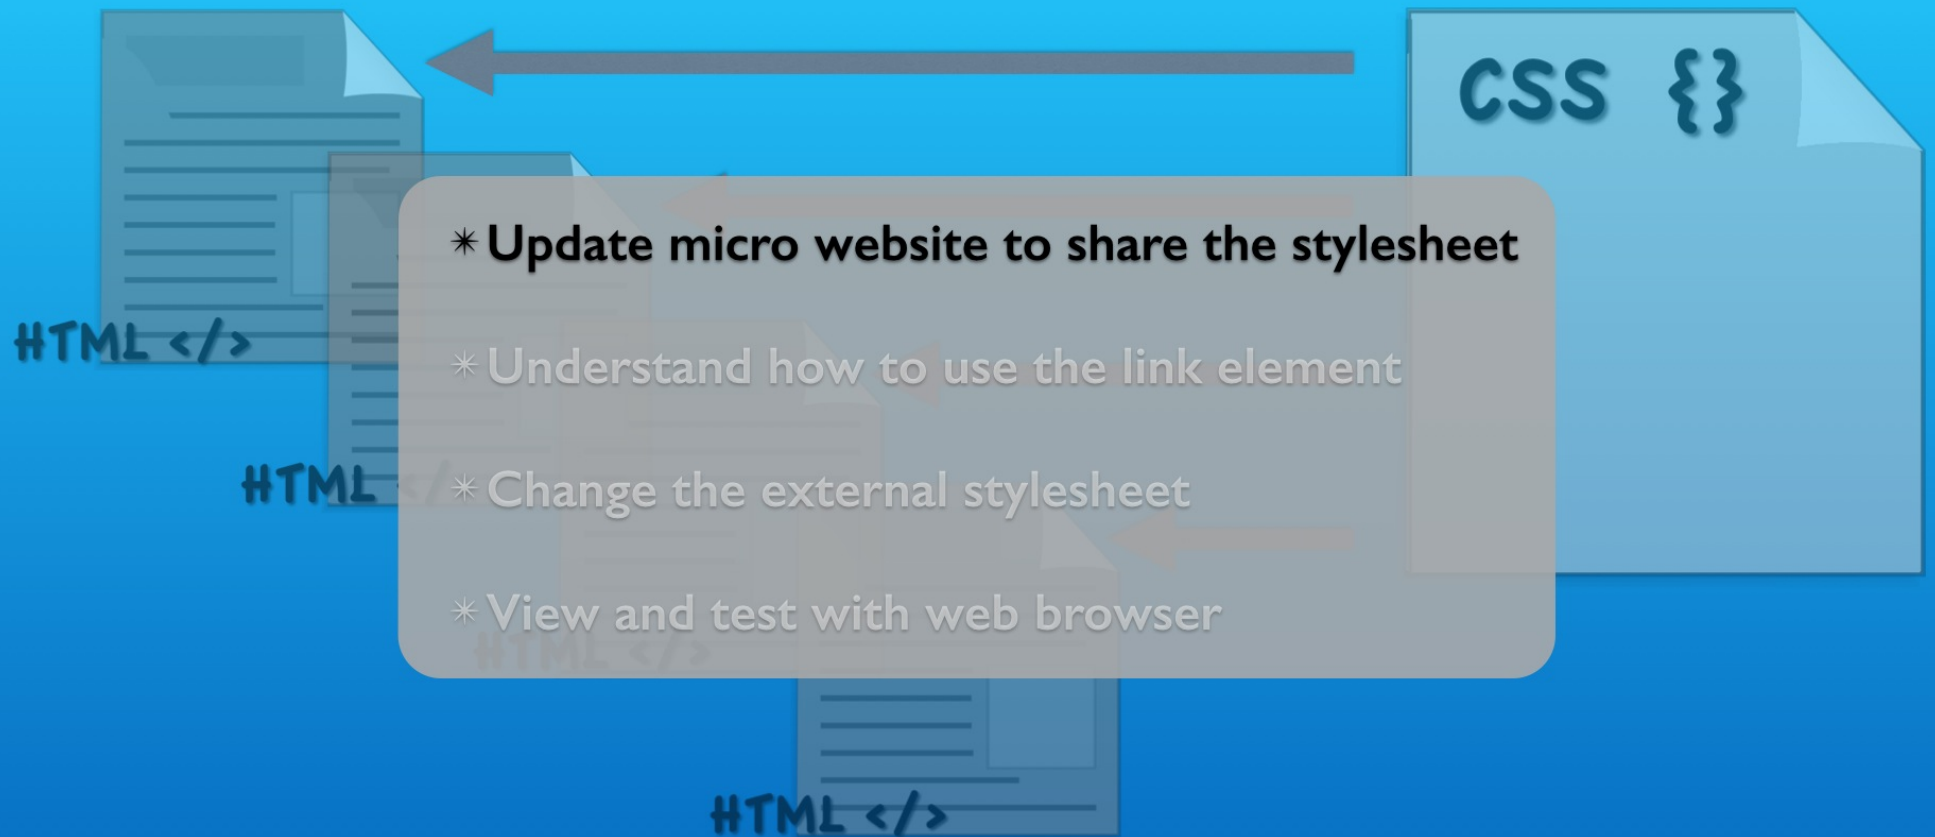 CSS {}
* Update micro website to share the stylesheet
HTML </>
* Understand how to use the link element
HTML </
* Change the external stylesheet
* View and test with web browser
HTML </>
HTML </>